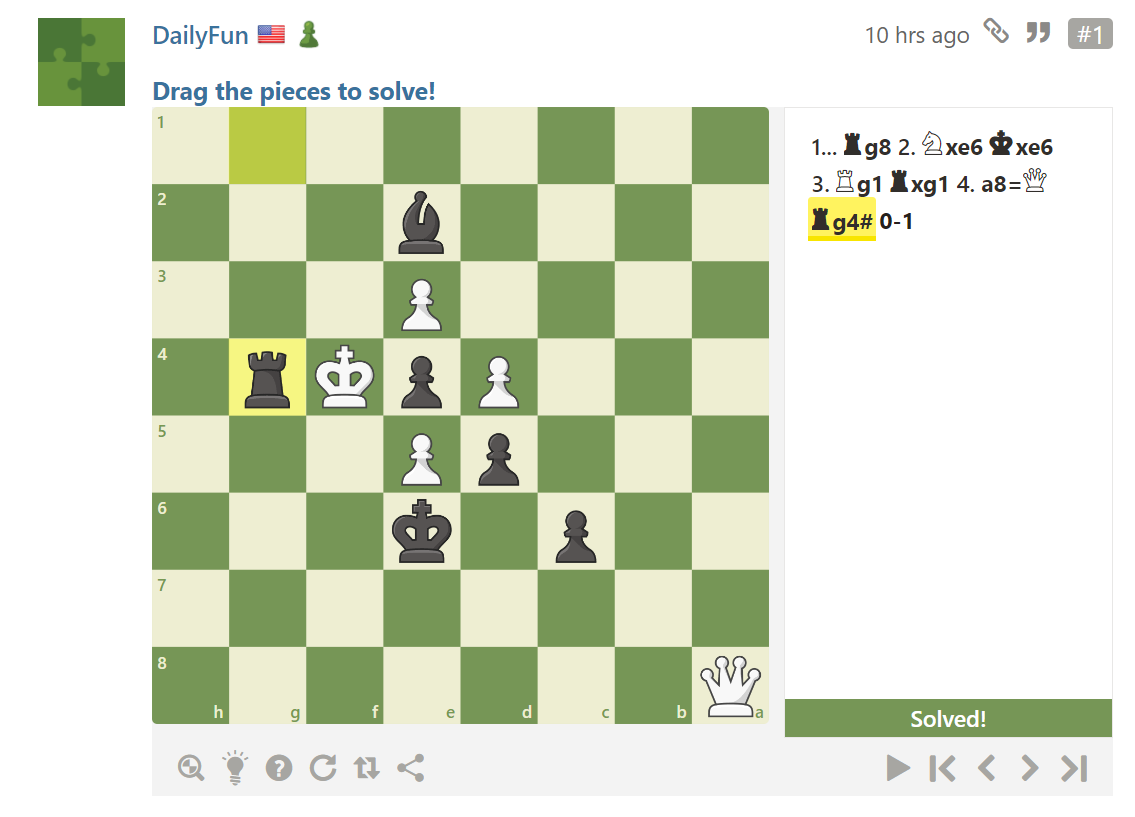 DailyFun
10 hrs ago
#1
Drag the pieces to solve!
1
2
3
4
5
6
7
8
h g f e d c b a
1... ♜g8 2. ♘xe6 ♚xe6
3. ♖g1 ♜xg1 4. a8=♕
♜g4# 0-1
Solved!